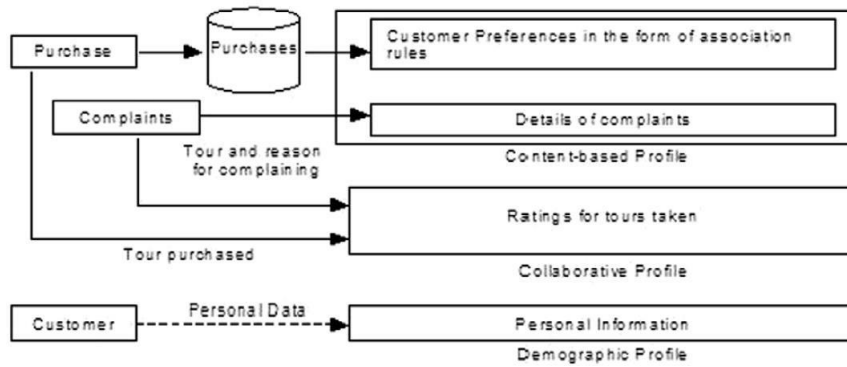 Purchase
Purchases
Customer Preferences in the form of association
rules
Complaints
Details of complaints
Tour and reason
for complaining
Content-based Profile
Ratings for tours taken
Tour purchased
Collaborative Profile
Customer
Personal Data
Personal Information
Demographic Profile